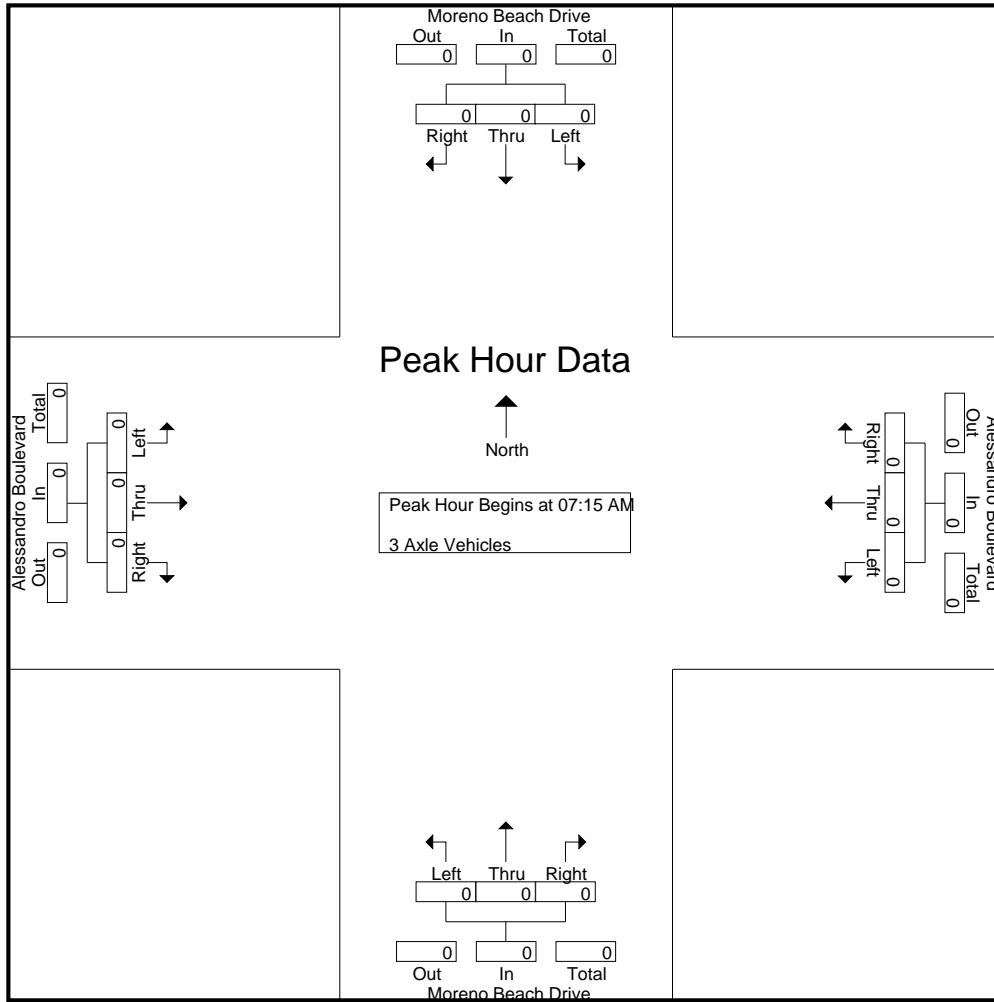 Moreno Beach Drive
Out In Total
0 0 0
0 0 0
Right Thru Left
Peak Hour Data
North
Peak Hour Begins at 07:15 AM
3 Axle Vehicles
Alessandro Boulevard
Total In Out
0 0 0
0 0 0
Left Thru Right
Alessandro Boulevard
Out In Total
0 0 0
0 0 0
Right Thru Left
Left Thru Right
0 0 0
0 0 0
Out In Total
Moreno Beach Drive